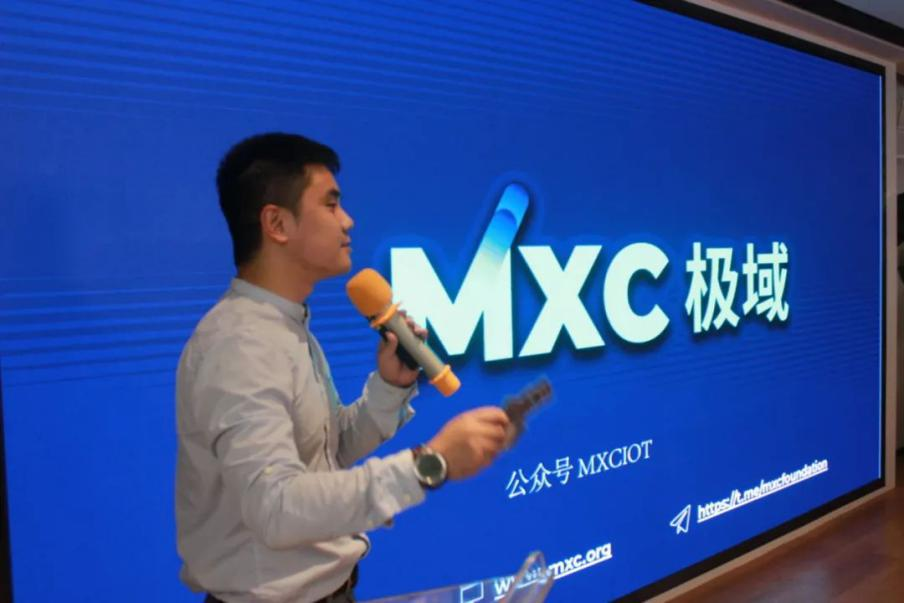 MXC 极域
公众号 MXCIOT
https://t.me/mxcfoundation
mxc.org